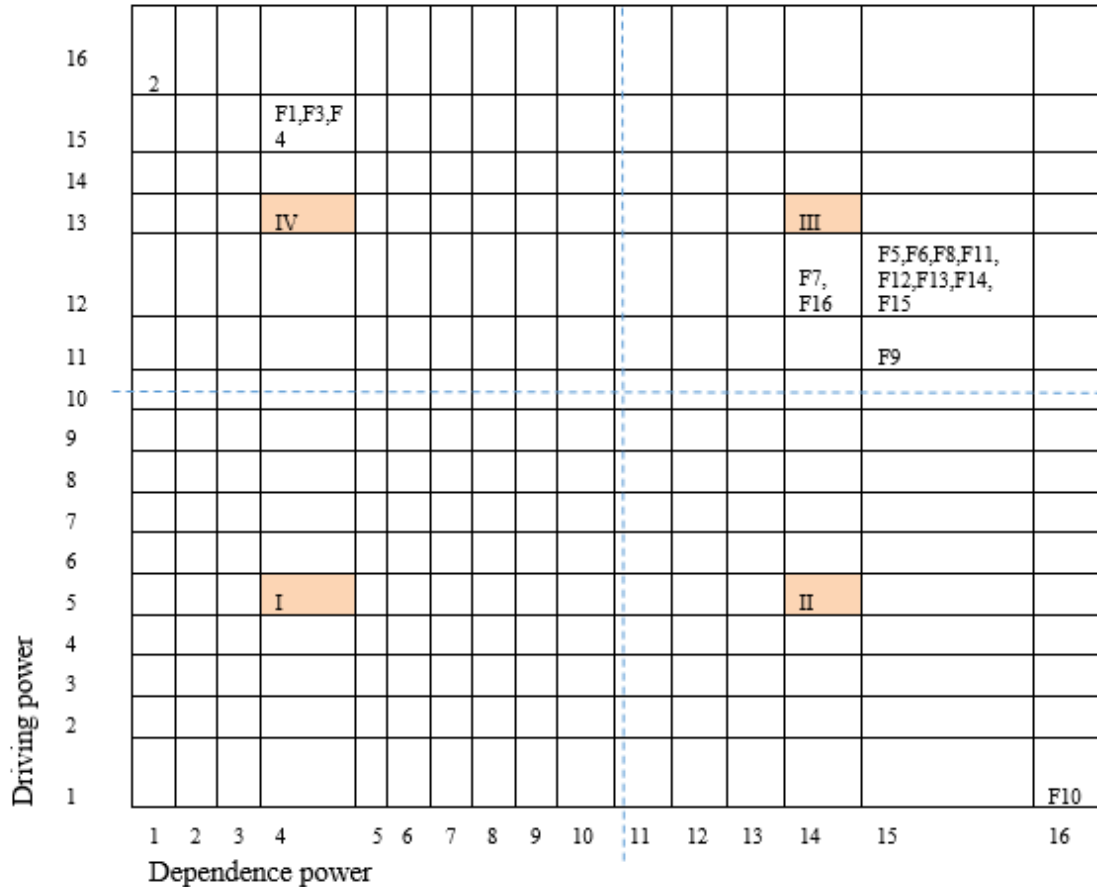 16
2
F1,F3,F
4
15
14
13
IV
III
F5,F6,F8,F11,
F7,
F12,F13,F14,
12
F16
F15
11
F9
10
9
8
7
6
5
I
II
4
3
2
1
F10
Driving power
1 2 3 4 5 6 7 8 9 10 11 12 13 14 15 16
Dependence power